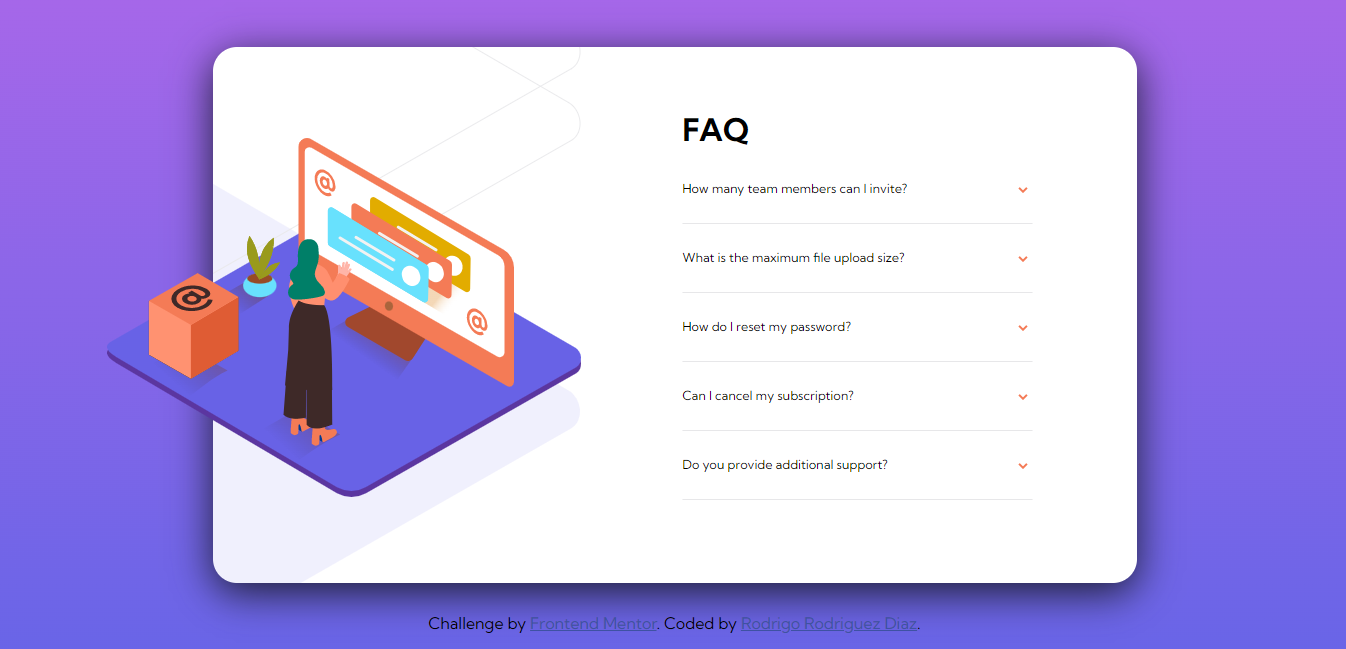 FAQ
How many team members can I invite?
What is the maximum file upload size?
How do I reset my password?
Can I cancel my subscription?
Do you provide additional support?
Challenge by Frontend Mentor. Coded by Rodrigo Rodriguez Diaz.